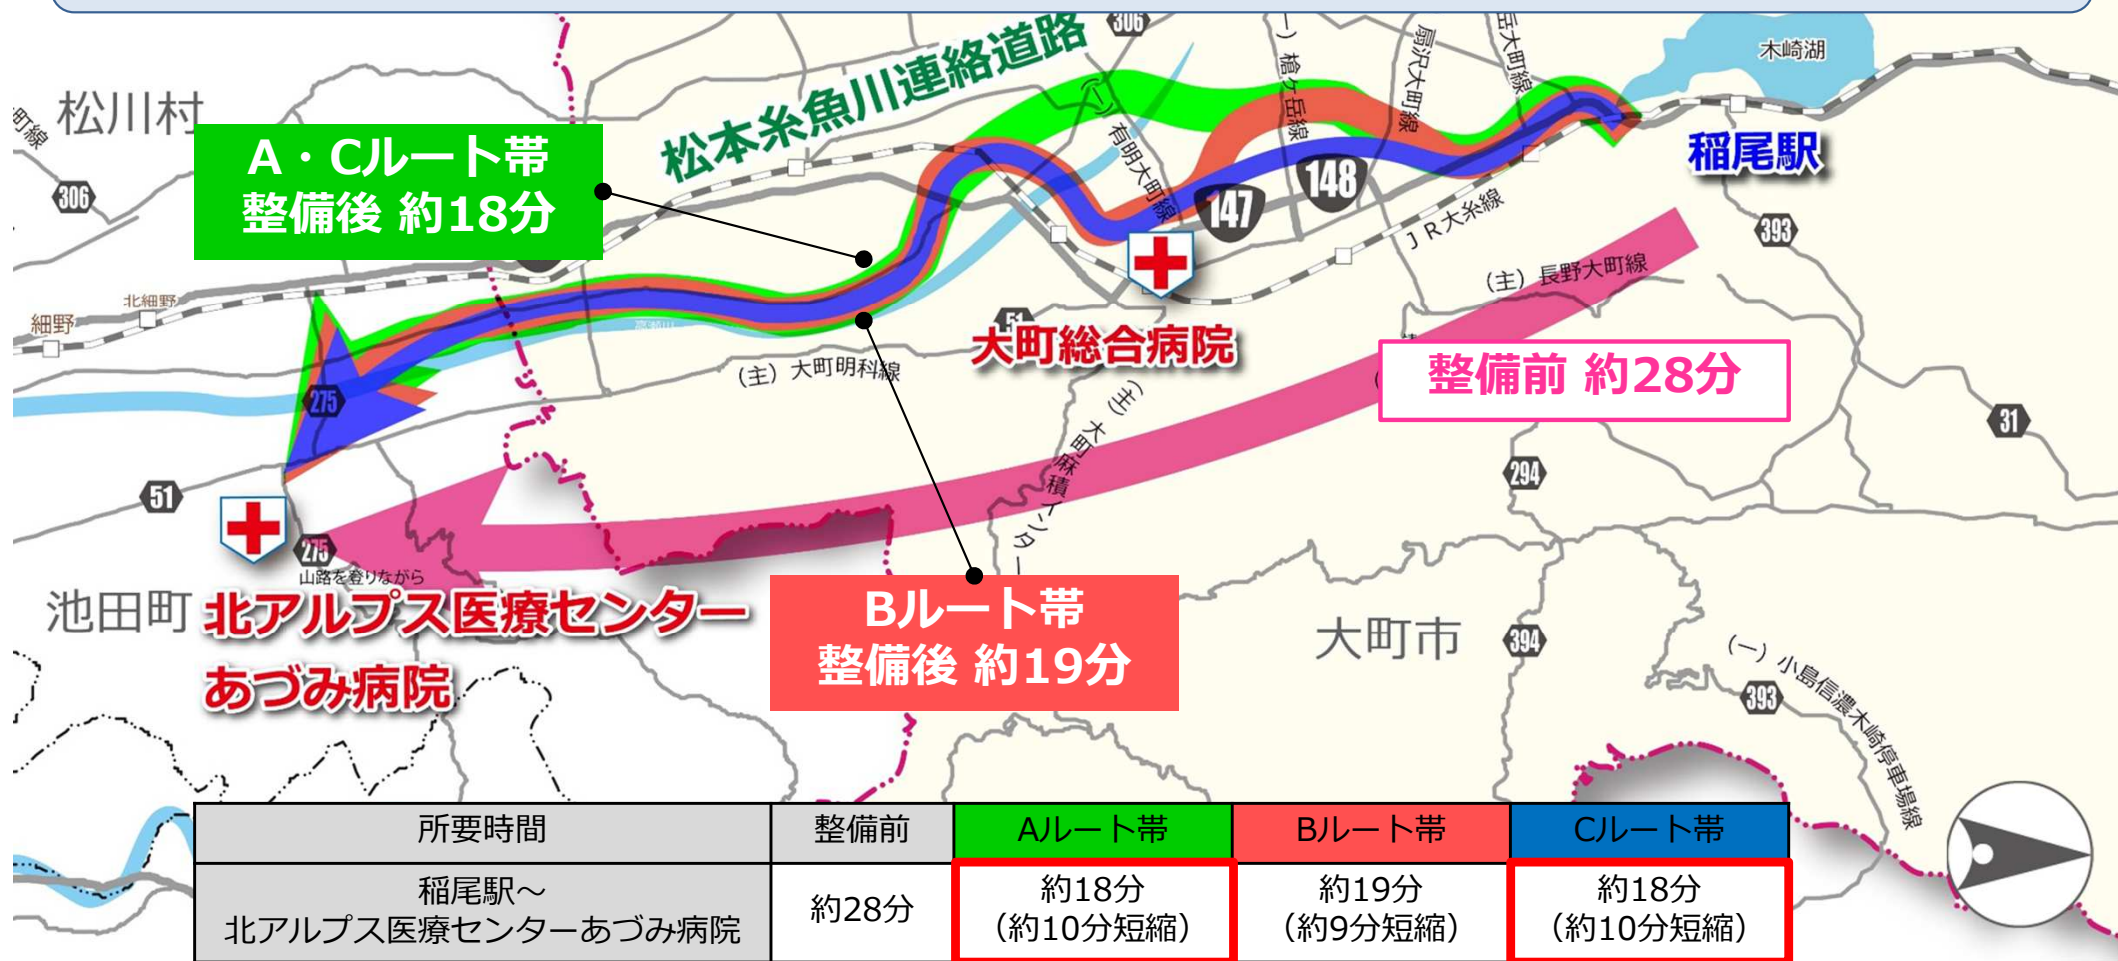 306
木崎湖
松川村
町線
306
A・Cルート帯
整備後 約18分
松本糸魚川連絡道路
(一)有明大町線
(一)槍ケ岳線
扇沢大町線
岳大町線
稲尾駅
147
148
JR大糸線
393
(主)長野大町線
北細野
細野
275
高瀬川
(主)大町明科線
51
大町総合病院
整備前 約28分
(主)大町麻積インター
31
294
51
275
山路を登りながら
池田町
北アルプス医療センター
あづみ病院
Bルート帯
整備後 約19分
大町市
394
(一)小島信濃木崎停車場線
393
所要時間 整備前 Aルート帯 Bルート帯 Cルート帯
稲尾駅～
北アルプス医療センターあづみ病院
約28分
約18分
(約10分短縮)
約19分
(約9分短縮)
約18分
(約10分短縮)